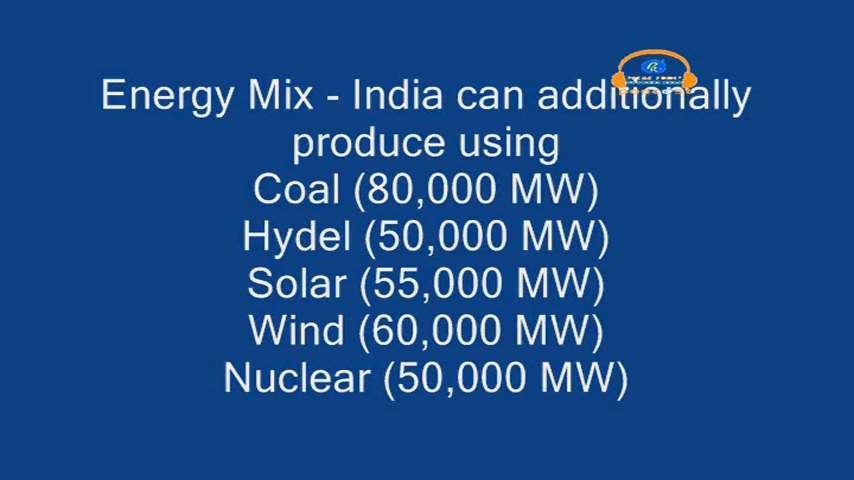 Energy Mix - India can additionally
produce using
Coal (80,000 MW)
Hydel (50,000 MW)
Solar (55,000 MW)
Wind (60,000 MW)
Nuclear (50,000 MW)